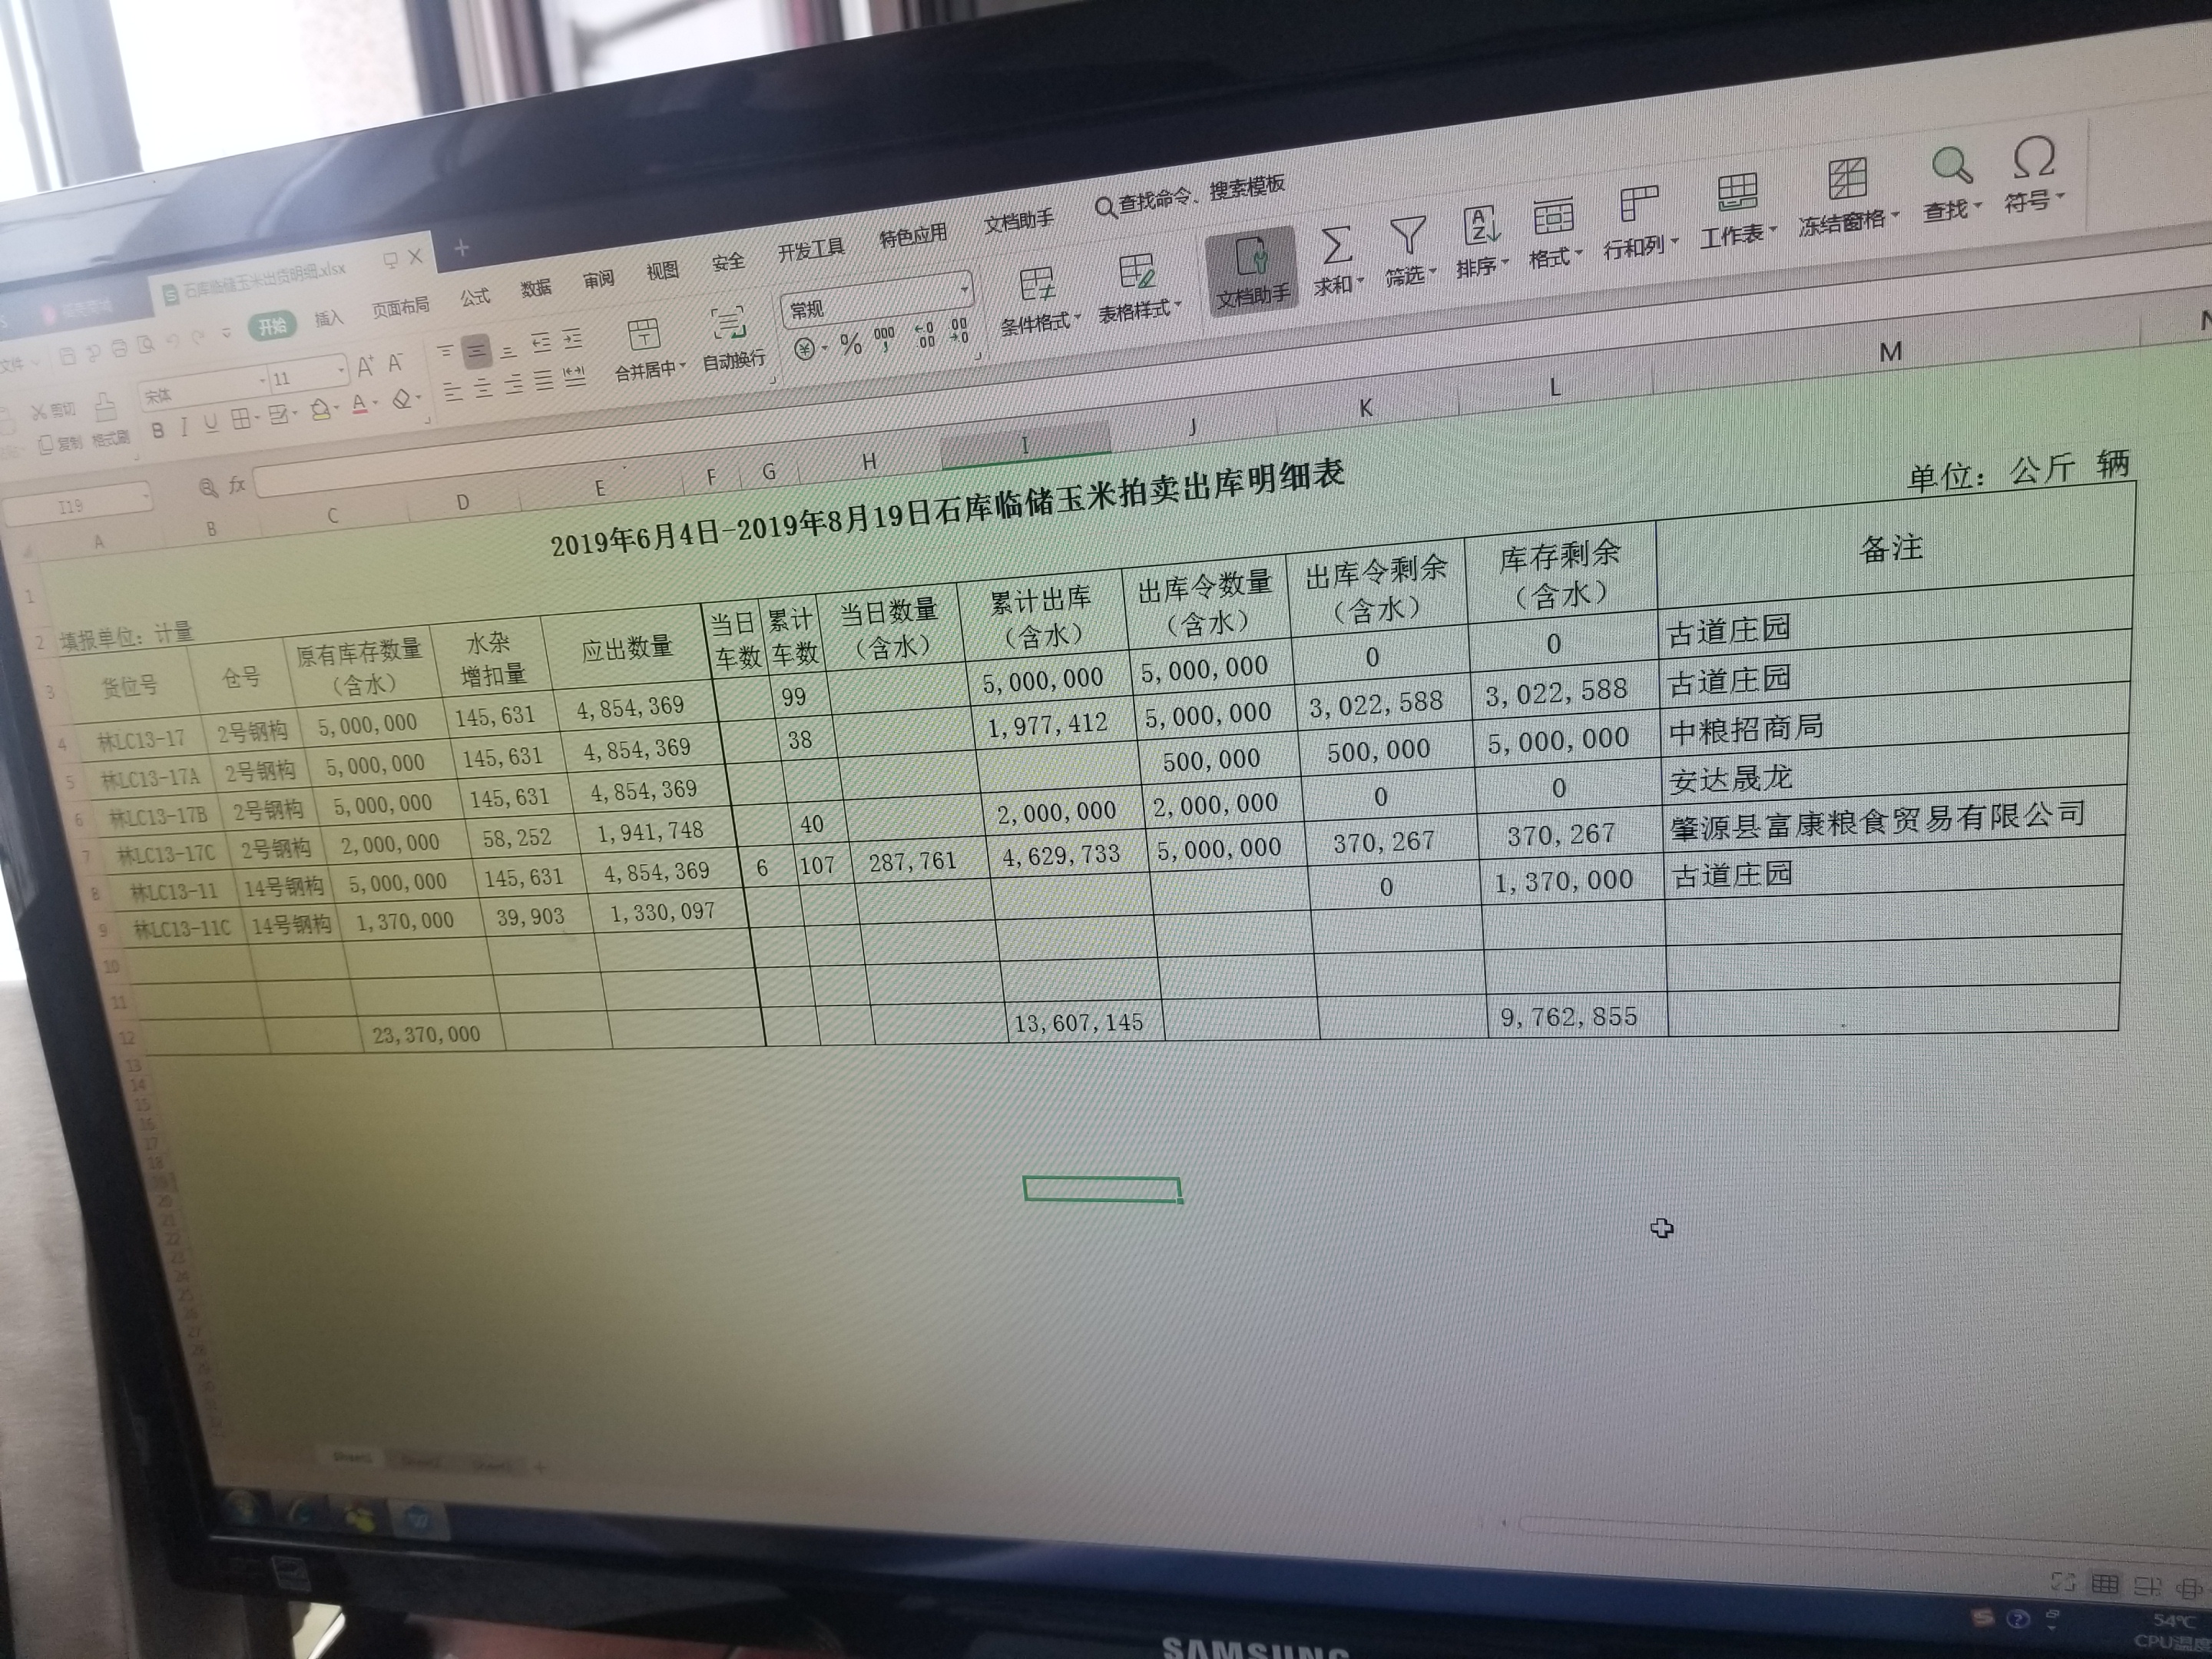 石库临储玉米出货明细.xlsx
查找命令、搜索模板
文件 开始 插入 页面布局 公式 数据 审阅 视图 安全 开发工具 特色应用 文档助手
剪切 复制 格式刷
宋体 11
合并居中 自动换行
常规
条件格式 表格样式 文档助手 求和 筛选 排序 格式 行和列 工作表 冻结窗格 查找 符号
I19 fx
A B C D E F G H I J K L M N
2019年6月4日-2019年8月19日石库临储玉米拍卖出库明细表
填报单位：计量 单位：公斤 辆
货位号 仓号 原有库存数量（含水） 水杂增扣量 应出数量 当日车数 累计车数 当日数量（含水） 累计出库（含水） 出库令数量（含水） 出库令剩余（含水） 库存剩余（含水） 备注
林LC13-17 2号钢构 5,000,000 145,631 4,854,369 99 5,000,000 5,000,000 0 0 古道庄园
林LC13-17A 2号钢构 5,000,000 145,631 4,854,369 38 1,977,412 5,000,000 3,022,588 3,022,588 古道庄园
林LC13-17B 2号钢构 5,000,000 145,631 4,854,369 500,000 500,000 5,000,000 中粮招商局
林LC13-17C 2号钢构 2,000,000 58,252 1,941,748 40 2,000,000 2,000,000 0 0 安达晟龙
林LC13-11 14号钢构 5,000,000 145,631 4,854,369 6 107 287,761 4,629,733 5,000,000 370,267 370,267 肇源县富康粮食贸易有限公司
林LC13-11C 14号钢构 1,370,000 39,903 1,330,097 0 1,370,000 古道庄园
23,370,000 13,607,145 9,762,855
54℃
CPU温度
SAMSUNG